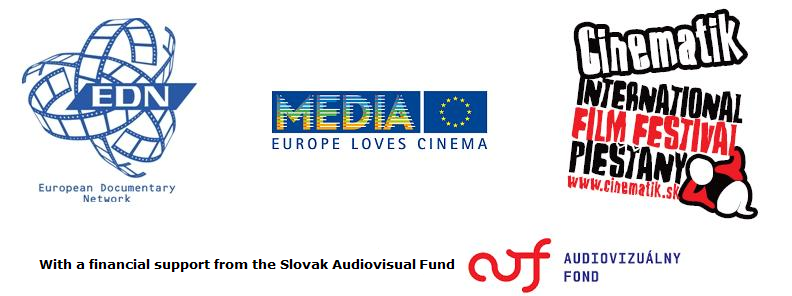 EDN
European Documentary
Network
MEDIA
EUROPE LOVES CINEMA
Cinematik
INTERNATIONAL
FILM FESTIVAL
PIEŠŤANY
www.cinematik.sk
With a financial support from the Slovak Audiovisual Fund
avf
AUDIOVIZUÁLNY
FOND